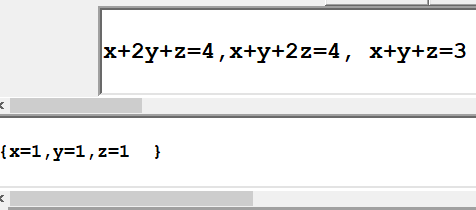 x+2y+z=4,x+y+2z=4, x+y+z=3
{x=1,y=1,z=1  }